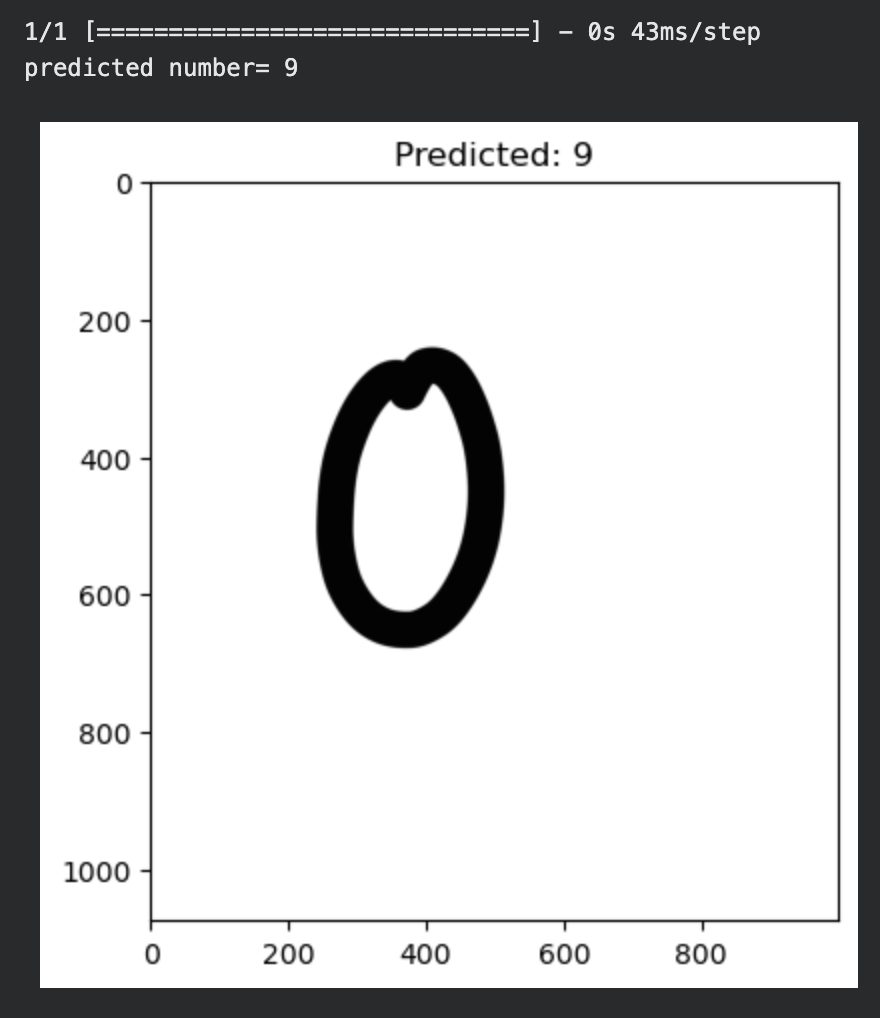 1/1 [==============================] - 0s 43ms/step
predicted number= 9
Predicted: 9
0
200
400
600
800
1000
0
0 200 400 600 800